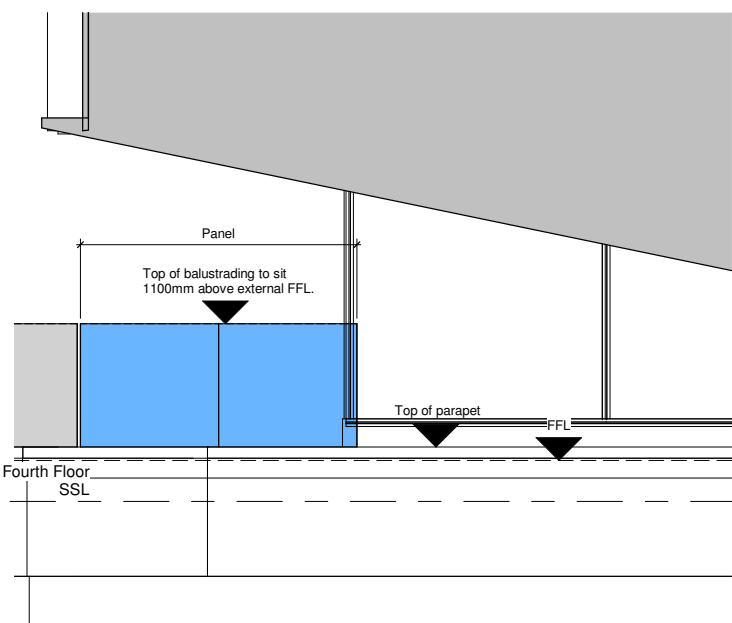 Panel
Top of balustrading to sit
1100mm above external FFL.
Top of parapet
FFL
Fourth Floor
SSL